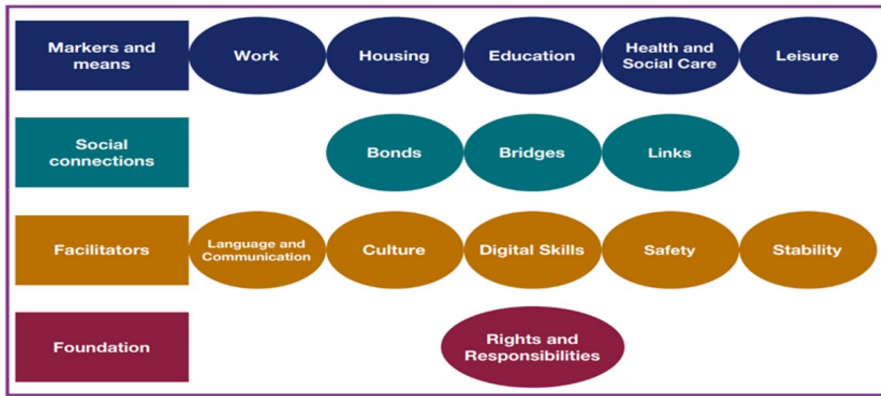 Markers and
means
Work
Housing
Education
Health and
Social Care
Leisure
Social
connections
Bonds
Bridges
Links
Facilitators
Language and
Communication
Culture
Digital Skills
Safety
Stability
Foundation
Rights and
Responsibilities